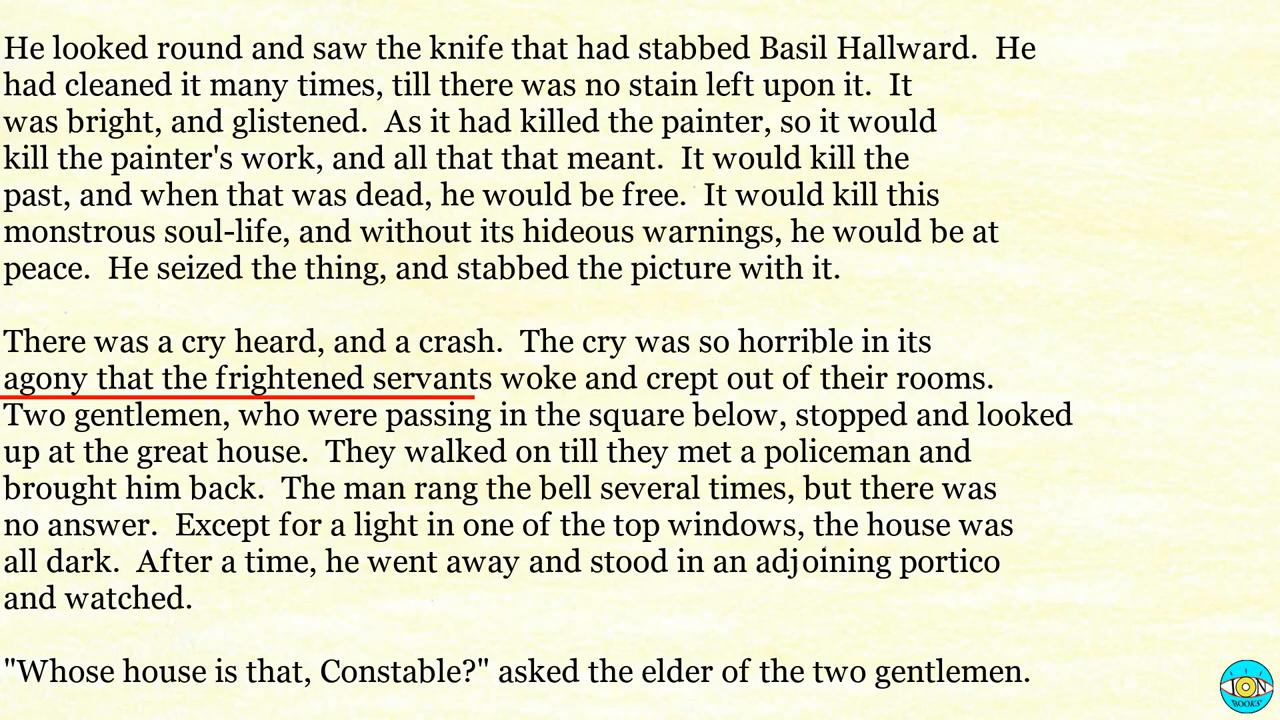 He looked round and saw the knife that had stabbed Basil Hallward.  He
had cleaned it many times, till there was no stain left upon it.  It
was bright, and glistened.  As it had killed the painter, so it would
kill the painter's work, and all that that meant.  It would kill the
past, and when that was dead, he would be free.  It would kill this
monstrous soul-life, and without its hideous warnings, he would be at
peace.  He seized the thing, and stabbed the picture with it.

There was a cry heard, and a crash.  The cry was so horrible in its
agony that the frightened servants woke and crept out of their rooms.
Two gentlemen, who were passing in the square below, stopped and looked
up at the great house.  They walked on till they met a policeman and
brought him back.  The man rang the bell several times, but there was
no answer.  Except for a light in one of the top windows, the house was
all dark.  After a time, he went away and stood in an adjoining portico
and watched.

"Whose house is that, Constable?" asked the elder of the two gentlemen.
ION
BOOKS